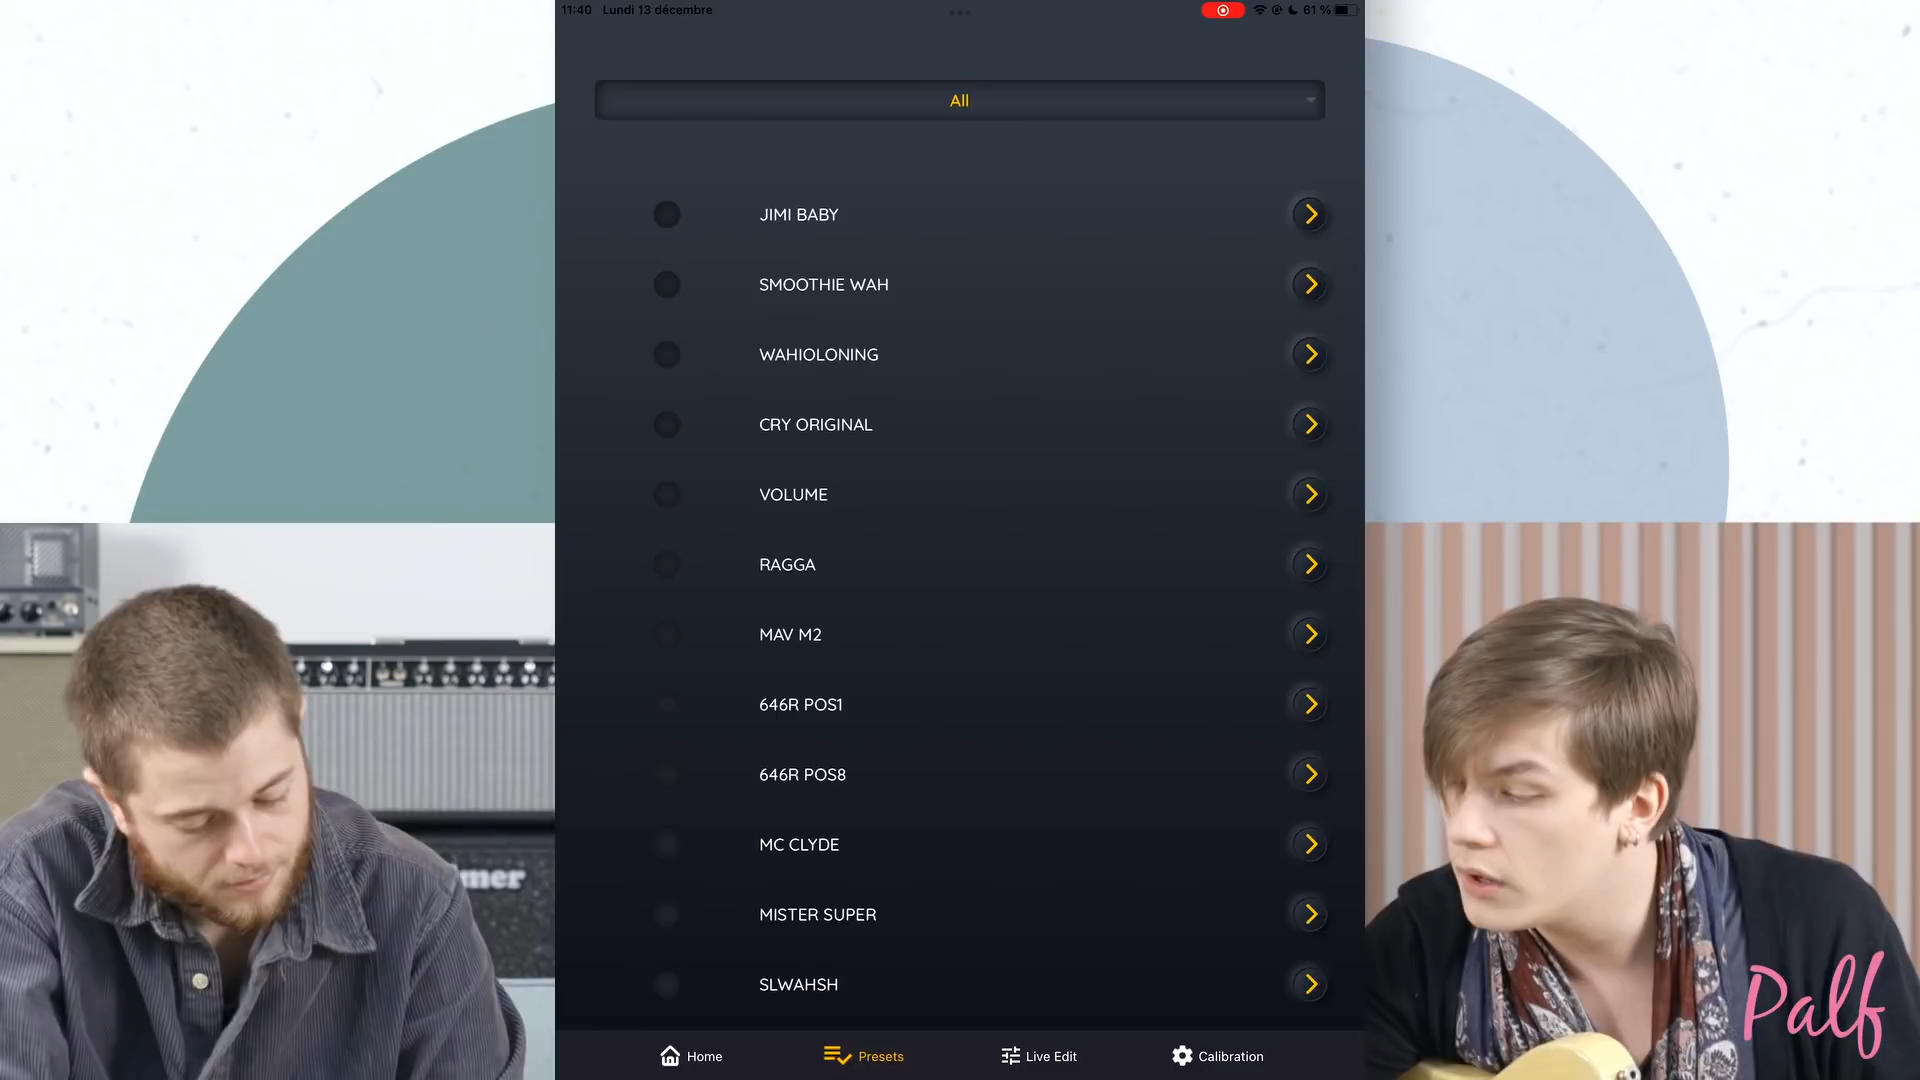 11:40 Lundi 13 décembre
61 %
All
JIMI BABY
SMOOTHIE WAH
WAHIOLONING
CRY ORIGINAL
VOLUME
RAGGA
MAV M2
646R POS1
646R POS8
MC CLYDE
MISTER SUPER
SLWAHSH
Home
Presets
Live Edit
Calibration
mer
Palf